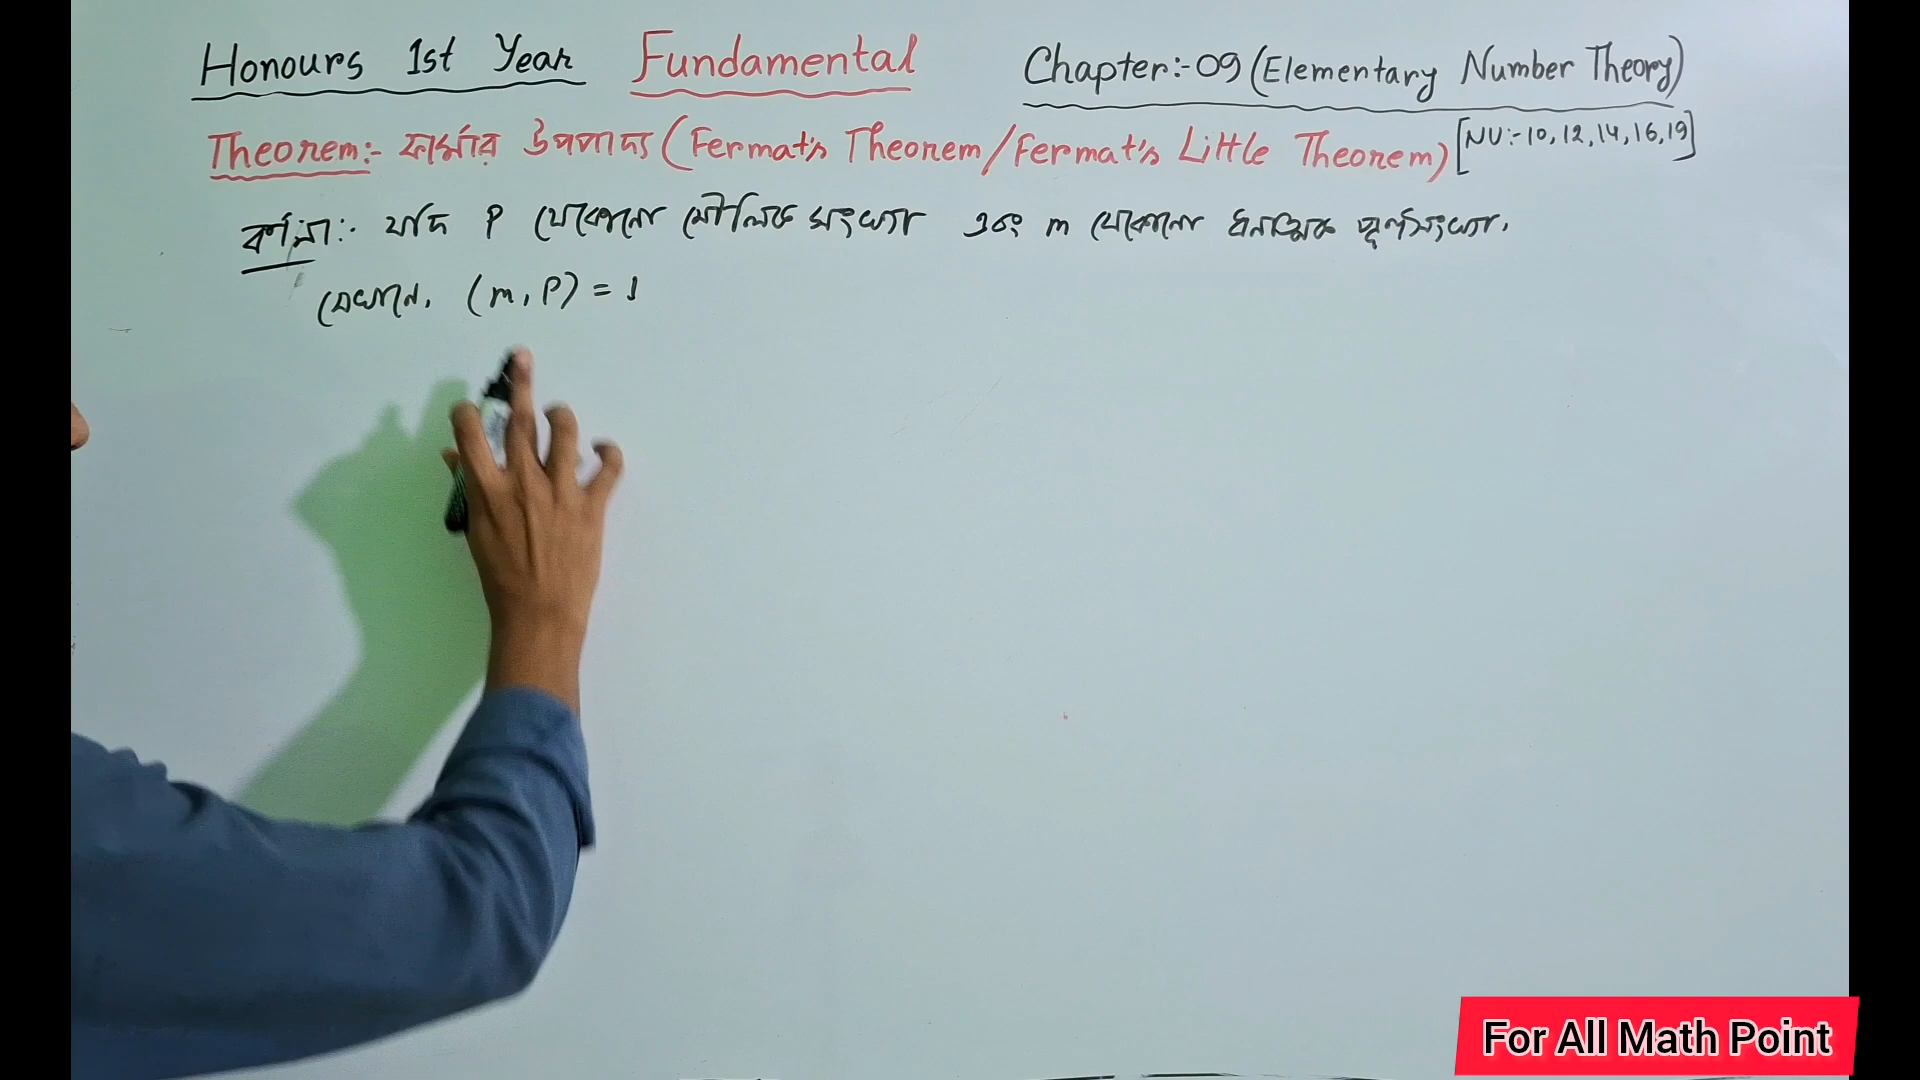 Honours 1st Year Fundamental Chapter:-09 (Elementary Number Theory)
Theorem:- ফার্মার উপপাদ্য (Fermat's Theorem/Fermat's Little Theorem) [NU:-10, 12, 14, 16, 19]
বর্ণনা:- যদি P যেকোনো মৌলিক সংখ্যা এবং m যেকোনো ধনাত্মক পূর্ণসংখ্যা,
যেখানে, (m, P) = 1
For All Math Point